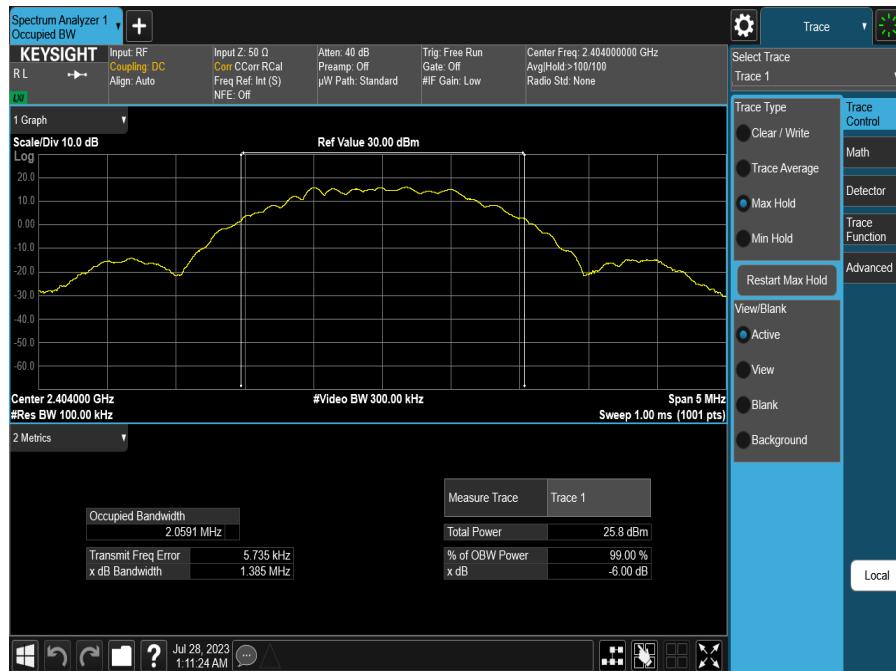 Spectrum Analyzer 1
Occupied BW
+
Trace
KEYSIGHT
R L
LXI
Input: RF
Coupling: DC
Align: Auto
Input Z: 50 Ω
Corr CCorr RCal
Freq Ref: Int (S)
NFE: Off
Atten: 40 dB
Preamp: Off
µW Path: Standard
Trig: Free Run
Gate: Off
#IF Gain: Low
Center Freq: 2.404000000 GHz
Avg|Hold:>100/100
Radio Std: None
Select Trace
Trace 1
1 Graph
Scale/Div 10.0 dB
Ref Value 30.00 dBm
Log
20.0
10.0
0.00
-10.0
-20.0
-30.0
-40.0
-50.0
-60.0
Center 2.404000 GHz
#Video BW 300.00 kHz
Span 5 MHz
#Res BW 100.00 kHz
Sweep 1.00 ms (1001 pts)
2 Metrics
Measure Trace Trace 1
Occupied Bandwidth
2.0591 MHz
Total Power 25.8 dBm
Transmit Freq Error 5.735 kHz
% of OBW Power 99.00 %
x dB Bandwidth 1.385 MHz
x dB -6.00 dB
Trace Type
Clear / Write
Trace Average
Max Hold
Min Hold
Restart Max Hold
View/Blank
Active
View
Blank
Background
Trace
Control
Math
Detector
Trace
Function
Advanced
Local
?
Jul 28, 2023
1:11:24 AM